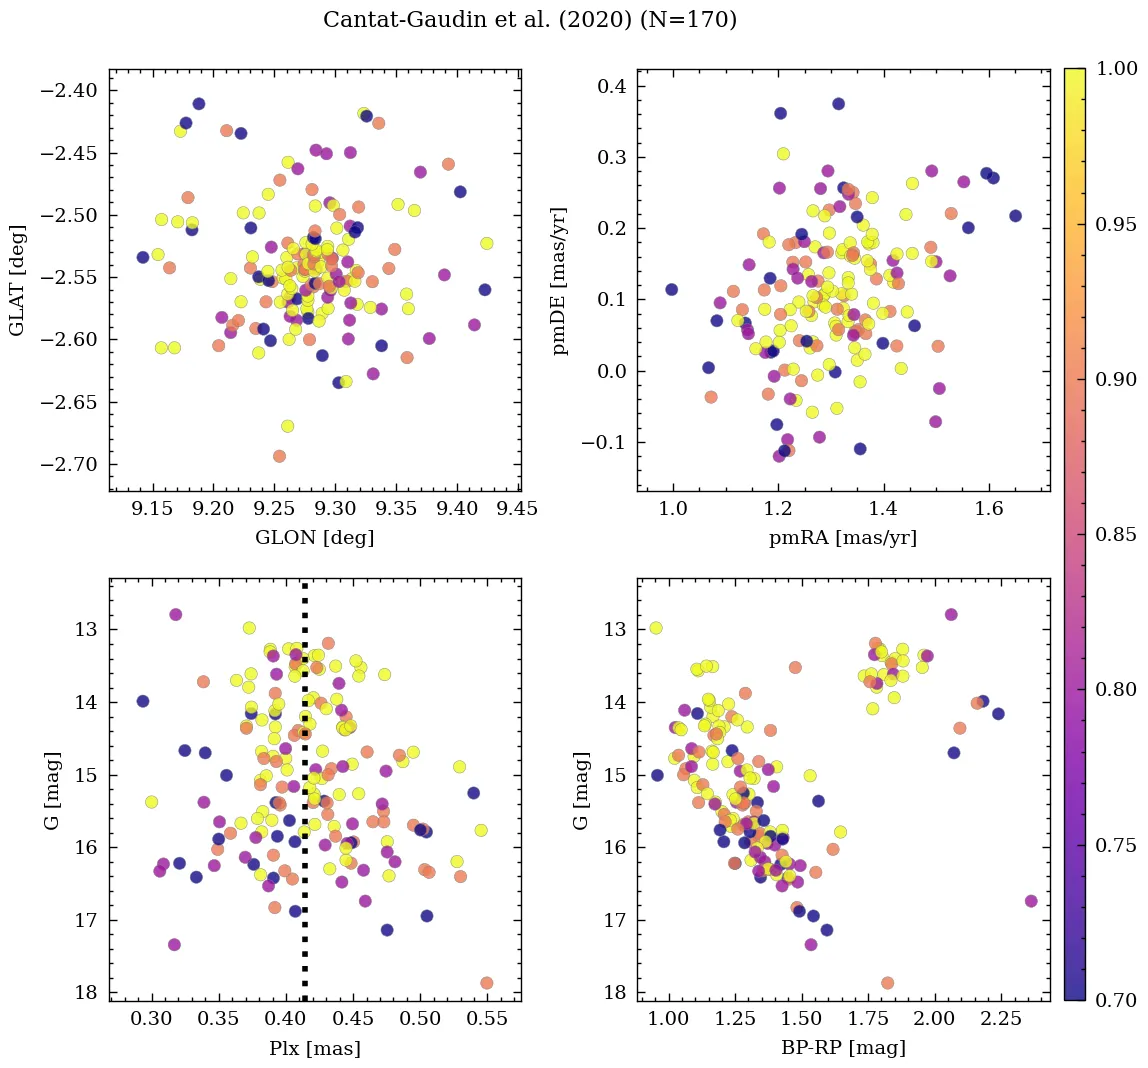 Cantat-Gaudin et al. (2020) (N=170)
−2.40
−2.45
−2.50
−2.55
−2.60
−2.65
−2.70
GLAT [deg]
9.15 9.20 9.25 9.30 9.35 9.40 9.45
GLON [deg]
0.4
0.3
0.2
0.1
0.0
−0.1
pmDE [mas/yr]
1.0 1.2 1.4 1.6
pmRA [mas/yr]
13
14
15
16
17
18
G [mag]
0.30 0.35 0.40 0.45 0.50 0.55
Plx [mas]
13
14
15
16
17
18
G [mag]
1.00 1.25 1.50 1.75 2.00 2.25
BP-RP [mag]
1.00
0.95
0.90
0.85
0.80
0.75
0.70